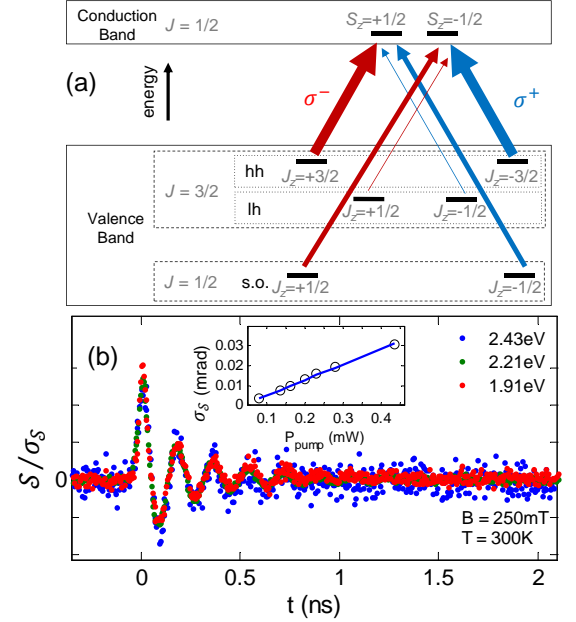 Conduction
Band
J = 1/2
S_z=+1/2
S_z=-1/2
(a)
energy
σ⁻
σ⁺
hh
J_z=+3/2
J_z=-3/2
J = 3/2
lh
J_z=+1/2
J_z=-1/2
Valence
Band
J = 1/2
s.o.
J_z=+1/2
J_z=-1/2
(b)
0.03
0.02
0.01
σ_S (mrad)
0.1 0.2 0.3 0.4
P_pump (mW)
2.43eV
2.21eV
1.91eV
S/σ_S
0
B = 250mT
T = 300K
0 0.5 1 1.5 2
t (ns)